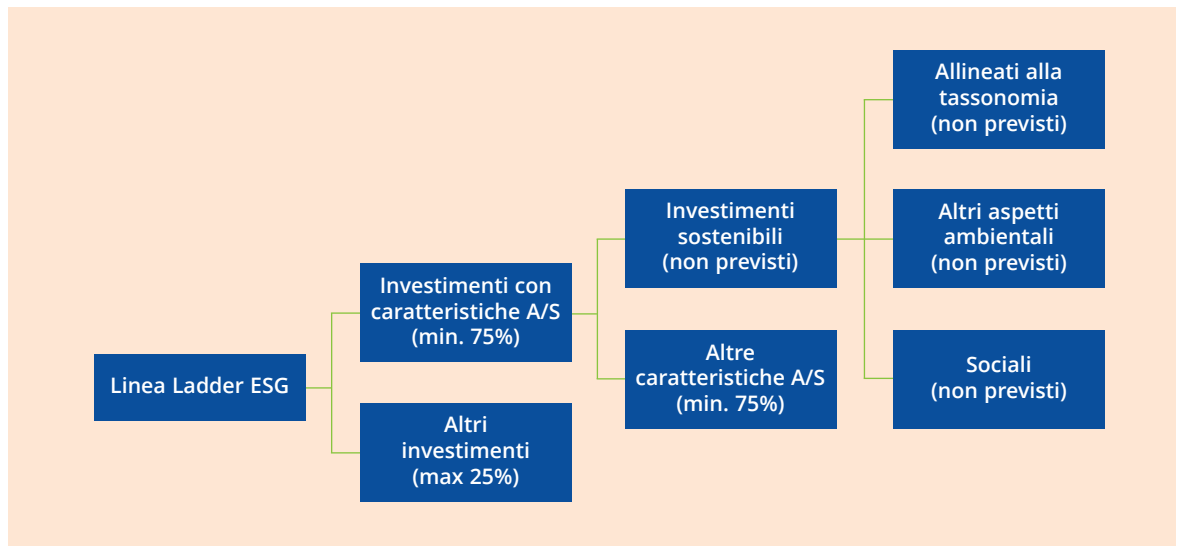 Linea Ladder ESG
Investimenti con
caratteristiche A/S
(min. 75%)
Altri
investimenti
(max 25%)
Investimenti
sostenibili
(non previsti)
Altre
caratteristiche A/S
(min. 75%)
Allineati alla
tassonomia
(non previsti)
Altri aspetti
ambientali
(non previsti)
Sociali
(non previsti)